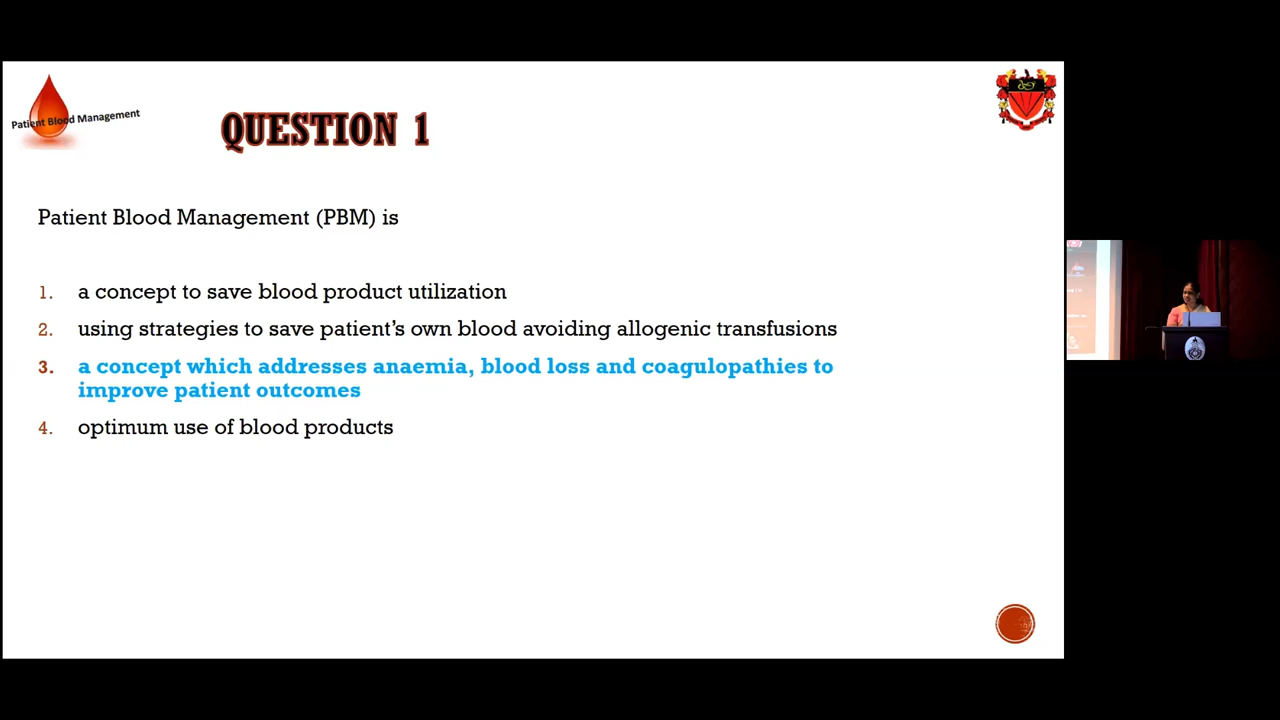 Patient Blood Management
QUESTION 1
Patient Blood Management (PBM) is
1. a concept to save blood product utilization
2. using strategies to save patient’s own blood avoiding allogenic transfusions
3. a concept which addresses anaemia, blood loss and coagulopathies to
improve patient outcomes
4. optimum use of blood products